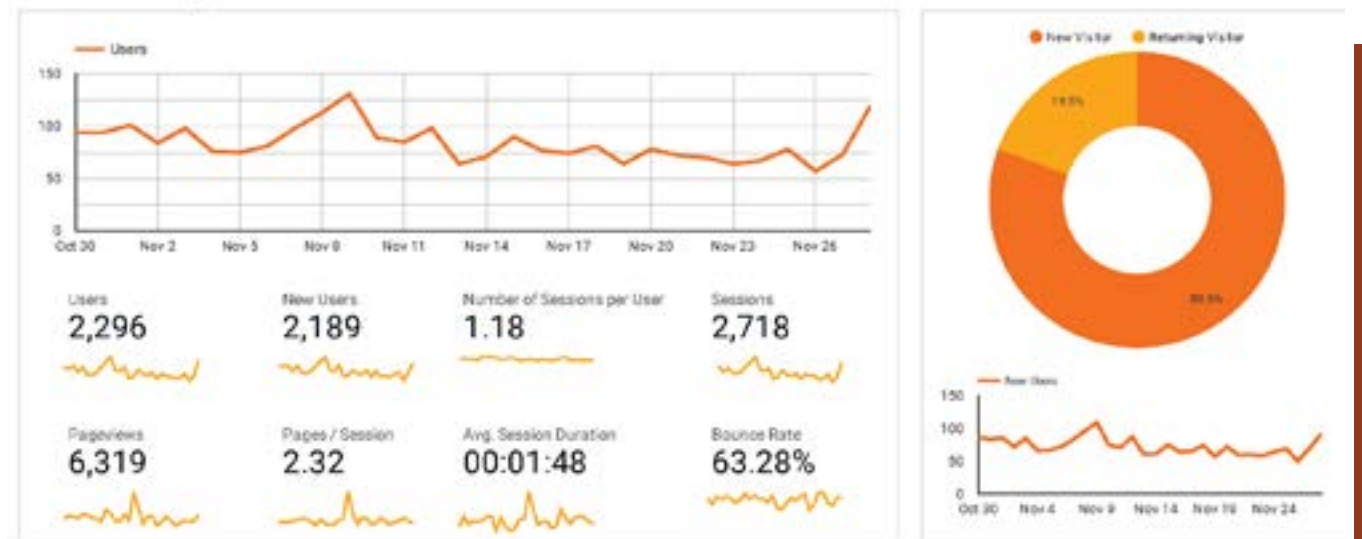 Users
150
100
50
0
Oct 30 Nov 2 Nov 5 Nov 8 Nov 11 Nov 14 Nov 17 Nov 20 Nov 23 Nov 26
Users New Users Number of Sessions per User Sessions
2,296 2,189 1.18 2,718
Pageviews Pages / Session Avg. Session Duration Bounce Rate
6,319 2.32 00:01:48 63.28%
New Visitor Returning Visitor
New Users
150
100
50
0
Oct 30 Nov 4 Nov 9 Nov 14 Nov 19 Nov 24